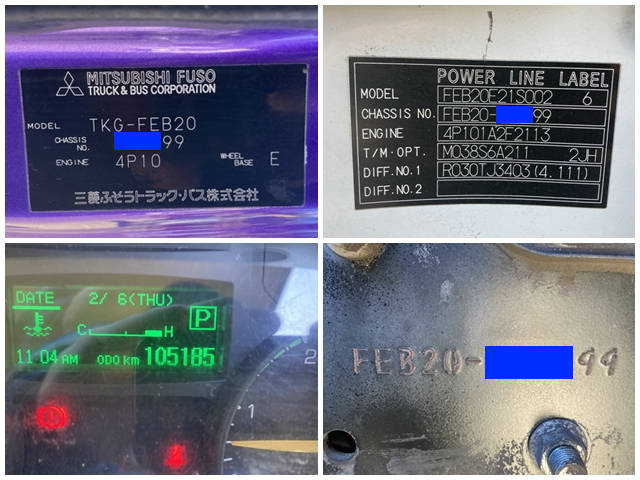 MITSUBISHI FUSO
TRUCK & BUS CORPORATION
MODEL TKG-FEB20
CHASSIS NO. 99
ENGINE 4P10 WHEEL BASE E
三菱ふそうトラック・バス株式会社
POWER LINE LABEL
MODEL FEB20E21S002 6
CHASSIS NO. FEB20- 99
ENGINE 4P101A2F2113
T/M・OPT. M038S6A211 2JH
DIFF.NO.1 R030TJ3403(4.111)
DIFF.NO.2
DATE 2/ 6(THU)
P
C H
11:04 AM ODO km 105185
2
1
FEB20- 99